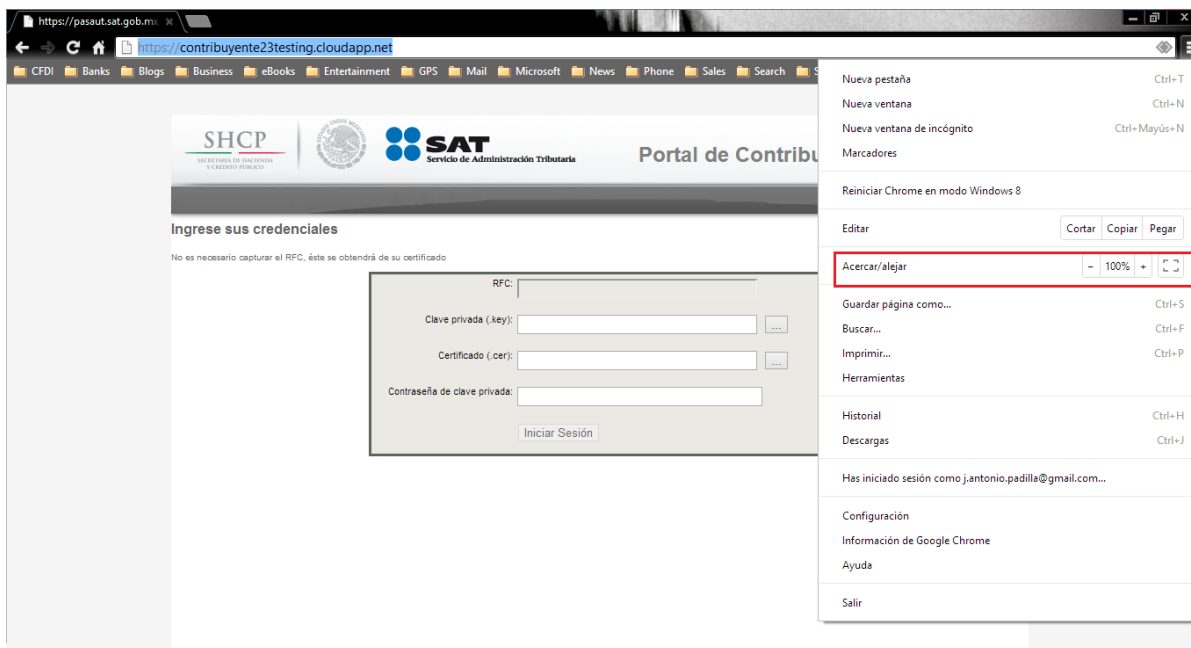 https://pasaut.sat.gob.mx
https://contribuyente23testing.cloudapp.net
CFDI Banks Blogs Business eBooks Entertainment GPS Mail Microsoft News Phone Sales Search S
SHCP
SECRETARÍA DE HACIENDA
Y CRÉDITO PÚBLICO
ESTADOS UNIDOS MEXICANOS
SAT
Servicio de Administración Tributaria
Portal de Contribu
Ingrese sus credenciales
No es necesario capturar el RFC, éste se obtendrá de su certificado
RFC:
Clave privada (.key):
...
Certificado (.cer):
...
Contraseña de clave privada:
Iniciar Sesión
Nueva pestaña Ctrl+T
Nueva ventana Ctrl+N
Nueva ventana de incógnito Ctrl+Mayús+N
Marcadores
Reiniciar Chrome en modo Windows 8
Editar Cortar Copiar Pegar
Acercar/alejar - 100% +
Guardar página como... Ctrl+S
Buscar... Ctrl+F
Imprimir... Ctrl+P
Herramientas
Historial Ctrl+H
Descargas Ctrl+J
Has iniciado sesión como j.antonio.padilla@gmail.com...
Configuración
Información de Google Chrome
Ayuda
Salir